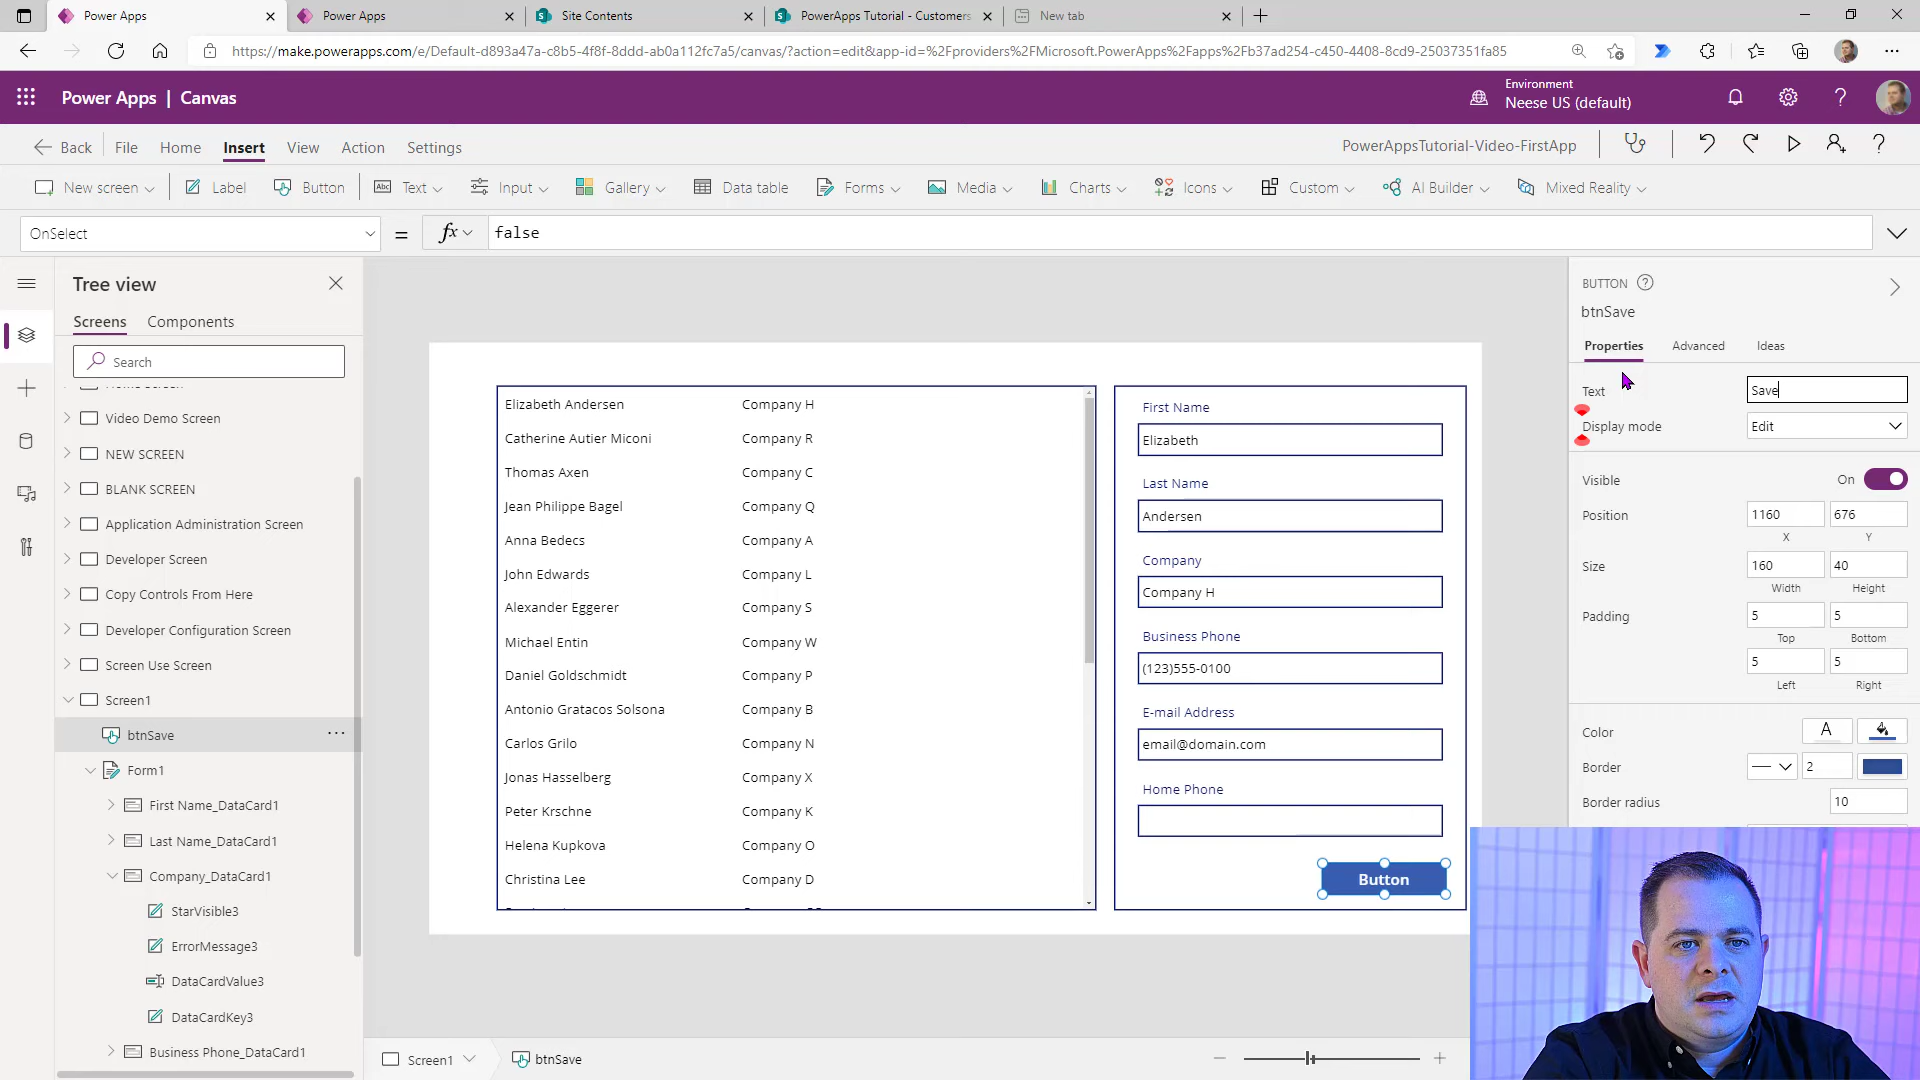 Power Apps
Power Apps
Site Contents
PowerApps Tutorial - Customers
New tab
https://make.powerapps.com/e/Default-d893a47a-c8b5-4f8f-8ddd-ab0a112fc7a5/canvas/?action=edit&app-id=%2Fproviders%2FMicrosoft.PowerApps%2Fapps%2Fb37ad254-c450-4408-8cd9-25037351fa85
Power Apps | Canvas
Environment
Neese US (default)
Back
File
Home
Insert
View
Action
Settings
PowerAppsTutorial-Video-FirstApp
New screen
Label
Button
Text
Input
Gallery
Data table
Forms
Media
Charts
Icons
Custom
AI Builder
Mixed Reality
OnSelect
=
fx
false
Tree view
Screens
Components
Search
Video Demo Screen
NEW SCREEN
BLANK SCREEN
Application Administration Screen
Developer Screen
Copy Controls From Here
Developer Configuration Screen
Screen Use Screen
Screen1
btnSave
Form1
First Name_DataCard1
Last Name_DataCard1
Company_DataCard1
StarVisible3
ErrorMessage3
DataCardValue3
DataCardKey3
Business Phone_DataCard1
Elizabeth Andersen Company H
Catherine Autier Miconi Company R
Thomas Axen Company C
Jean Philippe Bagel Company Q
Anna Bedecs Company A
John Edwards Company L
Alexander Eggerer Company S
Michael Entin Company W
Daniel Goldschmidt Company P
Antonio Gratacos Solsona Company B
Carlos Grilo Company N
Jonas Hasselberg Company X
Peter Krschne Company K
Helena Kupkova Company O
Christina Lee Company D
First Name
Elizabeth
Last Name
Andersen
Company
Company H
Business Phone
(123)555-0100
E-mail Address
email@domain.com
Home Phone
Button
Screen1
btnSave
BUTTON
btnSave
Properties
Advanced
Ideas
Text Save
Display mode Edit
Visible On
Position 1160 676
X Y
Size 160 40
Width Height
Padding 5 5
Top Bottom
5 5
Left Right
Color A
Border 2
Border radius 10